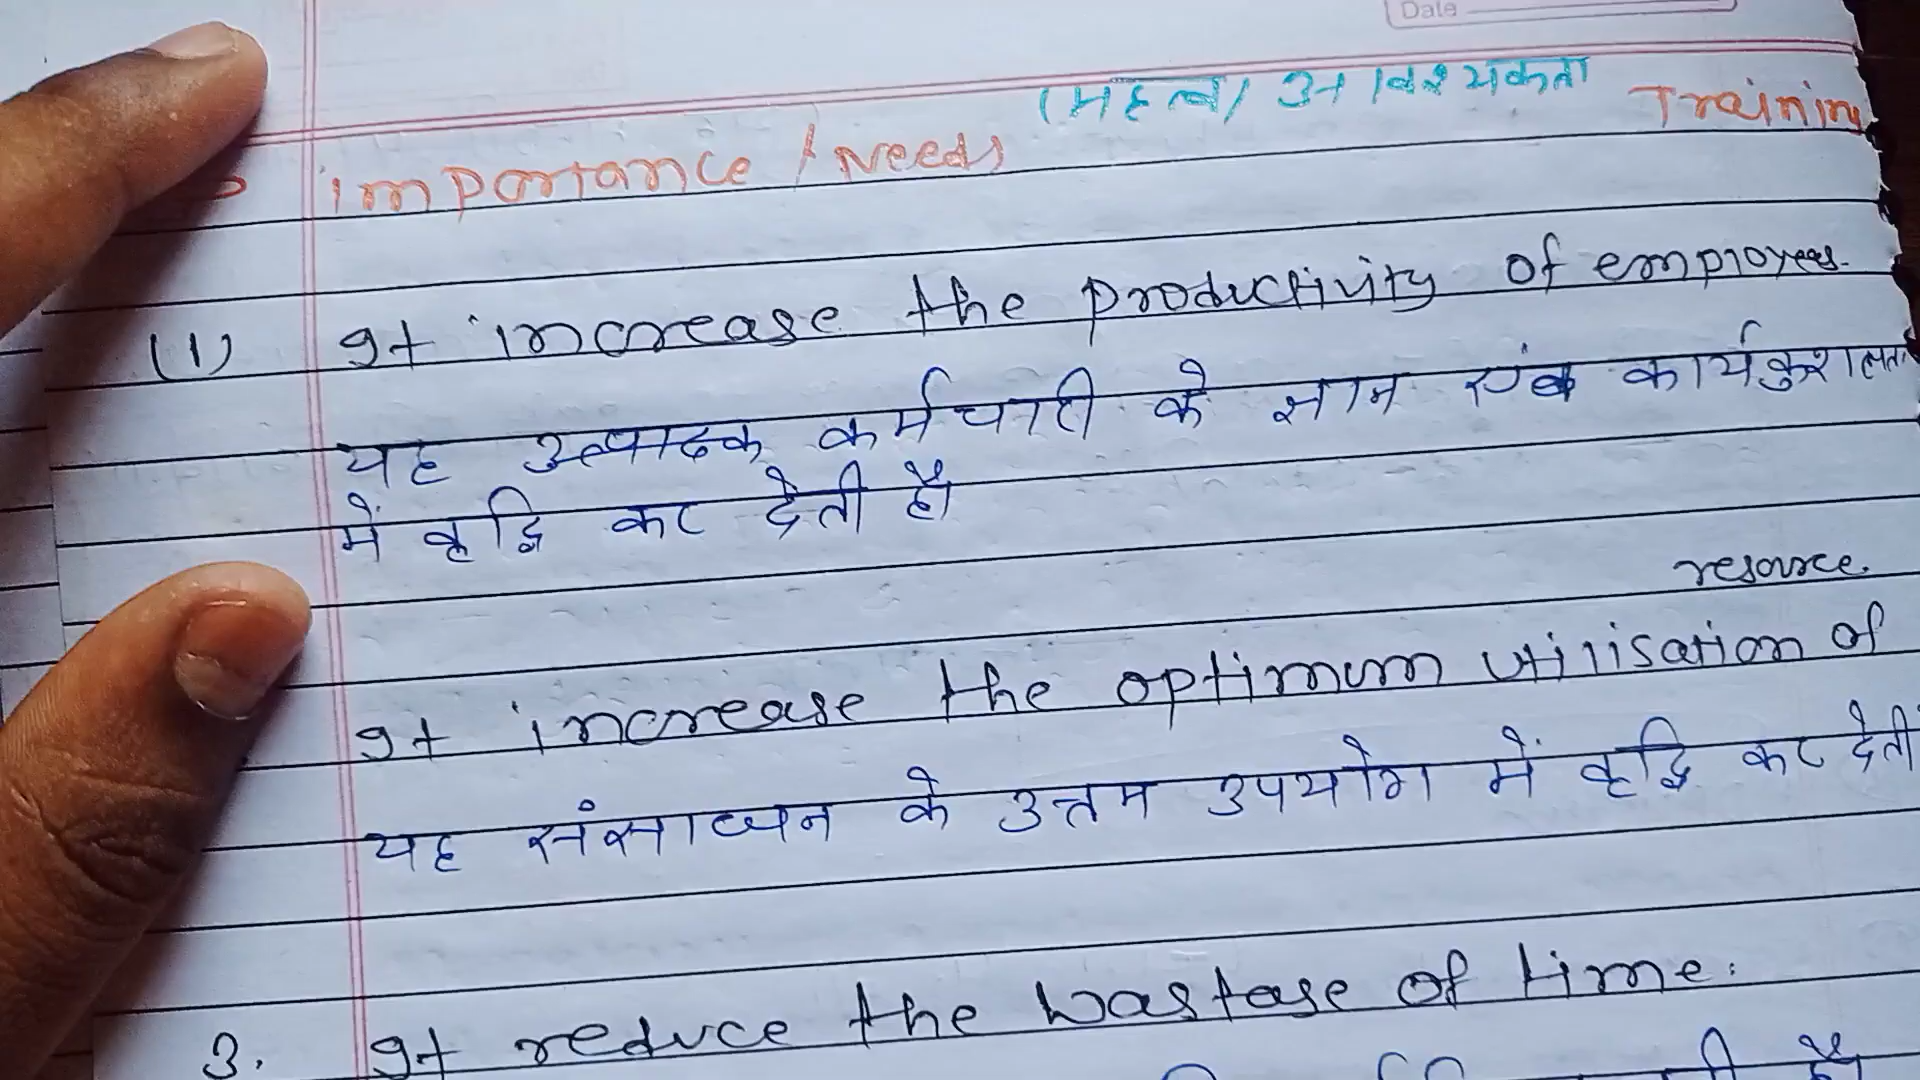 Date
(महत्व/ आवश्यकता
Training
importance / Needs
(1) It increase the productivity of employees.
यह उत्पादक कर्मचारी के ज्ञान एंव कार्यकुशलता
में वृद्धि कर देती है।
resource.
It increase the optimum utilisation of
यह संसाधन के उत्तम उपयोग में वृद्धि कर देती
3. It reduce the wastage of time.